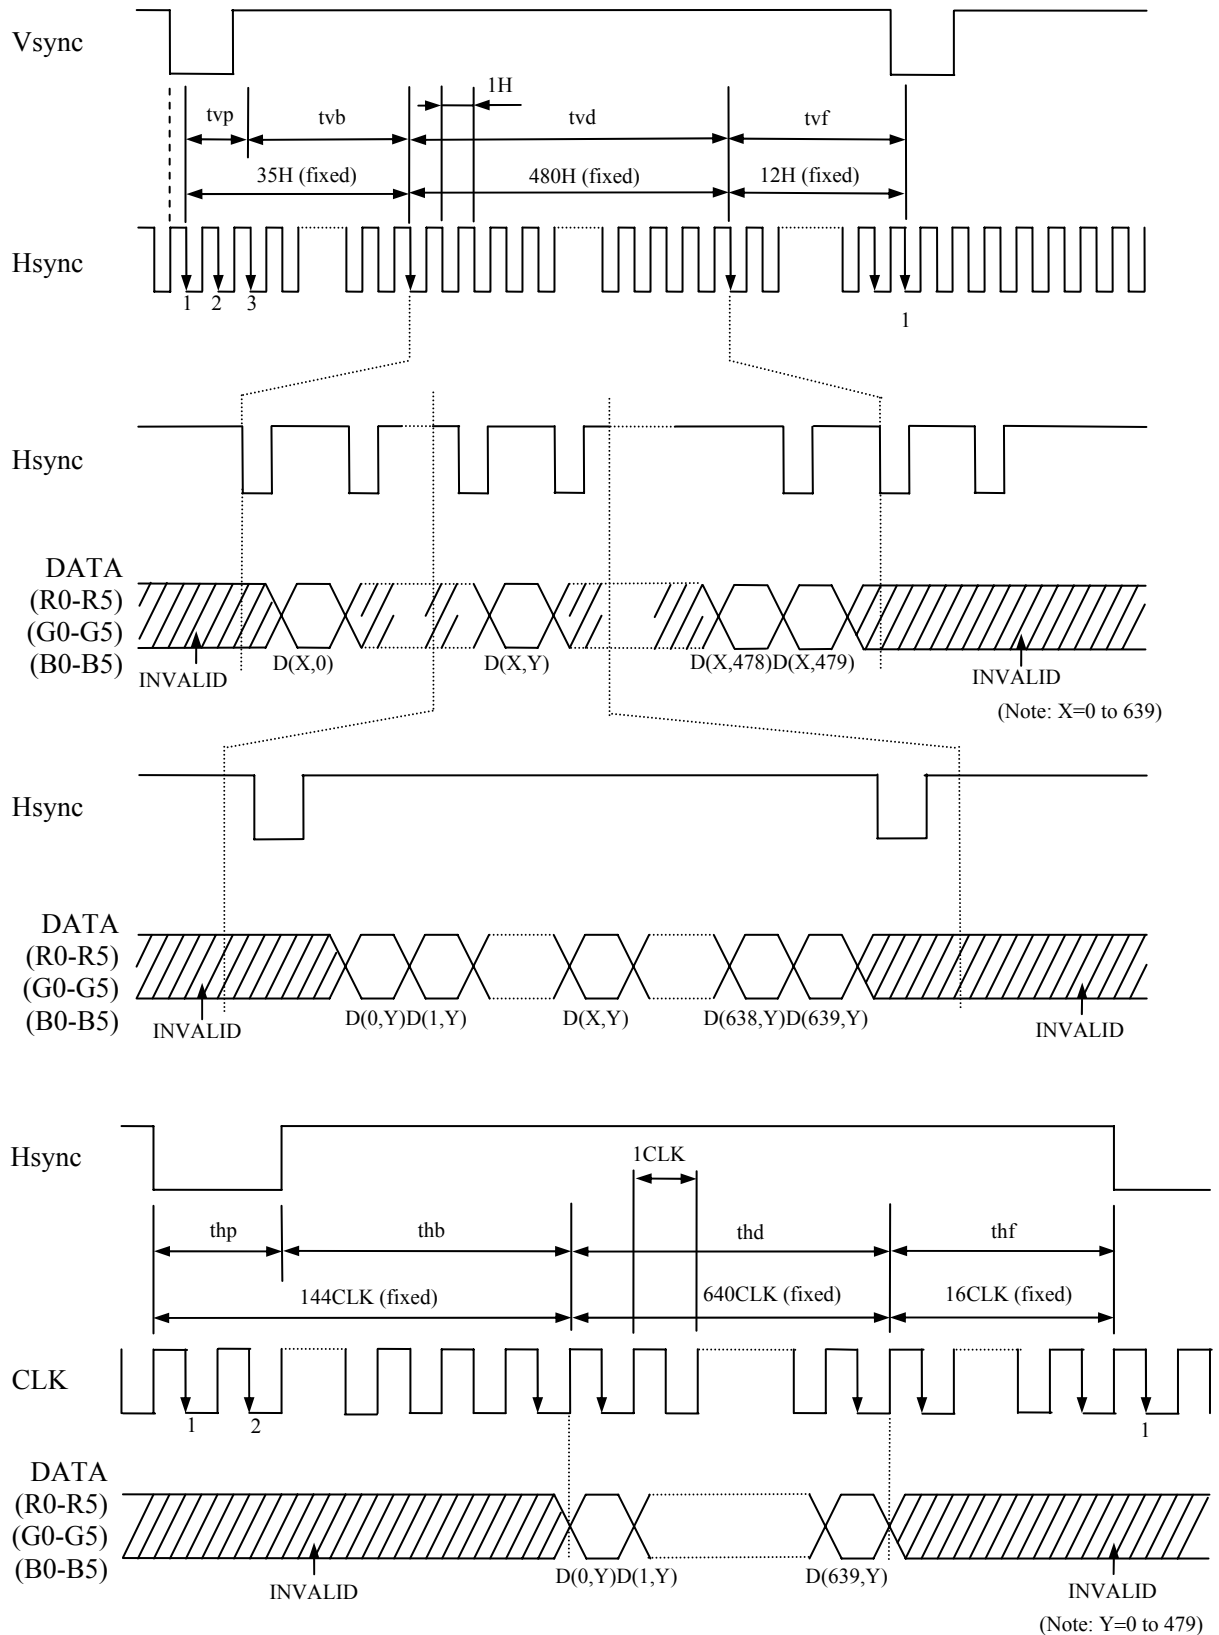 Vsync
1H
tvp
tvb
tvd
tvf
35H (fixed)
480H (fixed)
12H (fixed)
Hsync
1
2
3
1
Hsync
DATA
(R0-R5)
(G0-G5)
(B0-B5)
INVALID
D(X,0)
D(X,Y)
D(X,478)D(X,479)
INVALID
(Note: X=0 to 639)
Hsync
DATA
(R0-R5)
(G0-G5)
(B0-B5)
INVALID
D(0,Y)D(1,Y)
D(X,Y)
D(638,Y)D(639,Y)
INVALID
Hsync
1CLK
thp
thb
thd
thf
144CLK (fixed)
640CLK (fixed)
16CLK (fixed)
CLK
1
2
1
DATA
(R0-R5)
(G0-G5)
(B0-B5)
INVALID
D(0,Y)D(1,Y)
D(639,Y)
INVALID
(Note: Y=0 to 479)